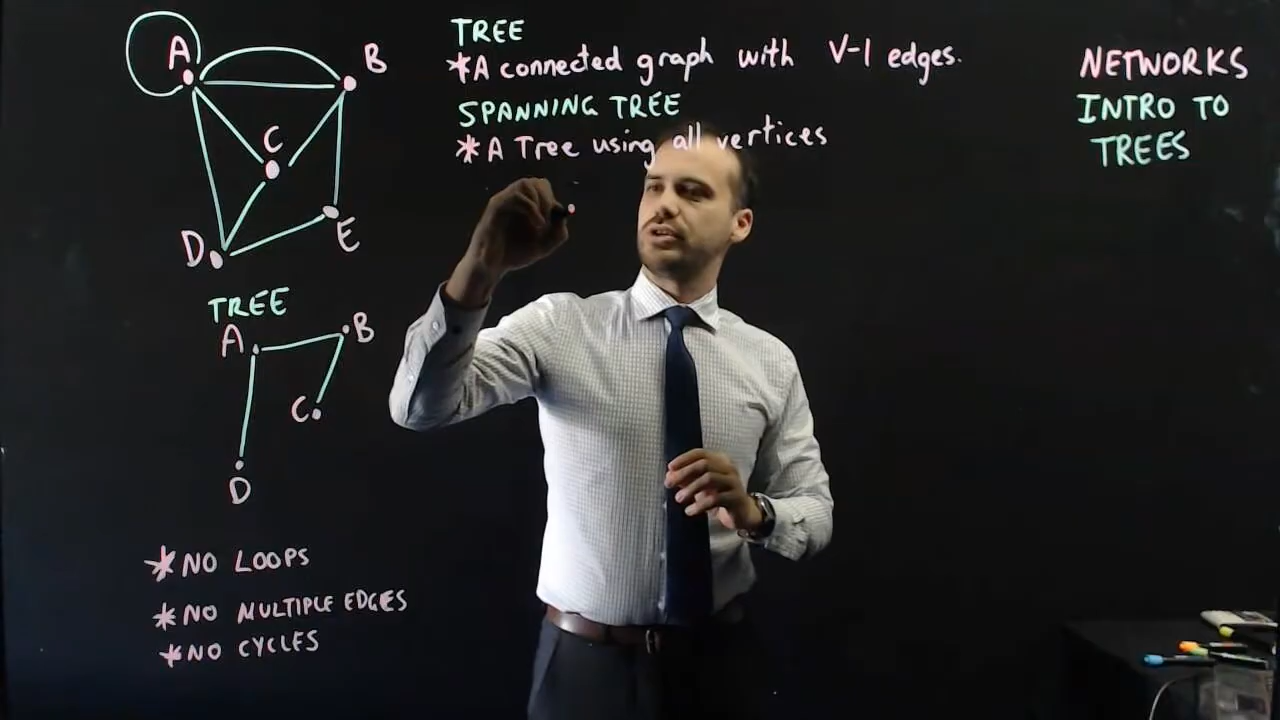 A
B
C
D
E
TREE
A
B
C
D
*NO LOOPS
*NO MULTIPLE EDGES
*NO CYCLES
TREE
*A connected graph with V-1 edges.
SPANNING TREE
*A Tree using all vertices
NETWORKS
INTRO TO
TREES